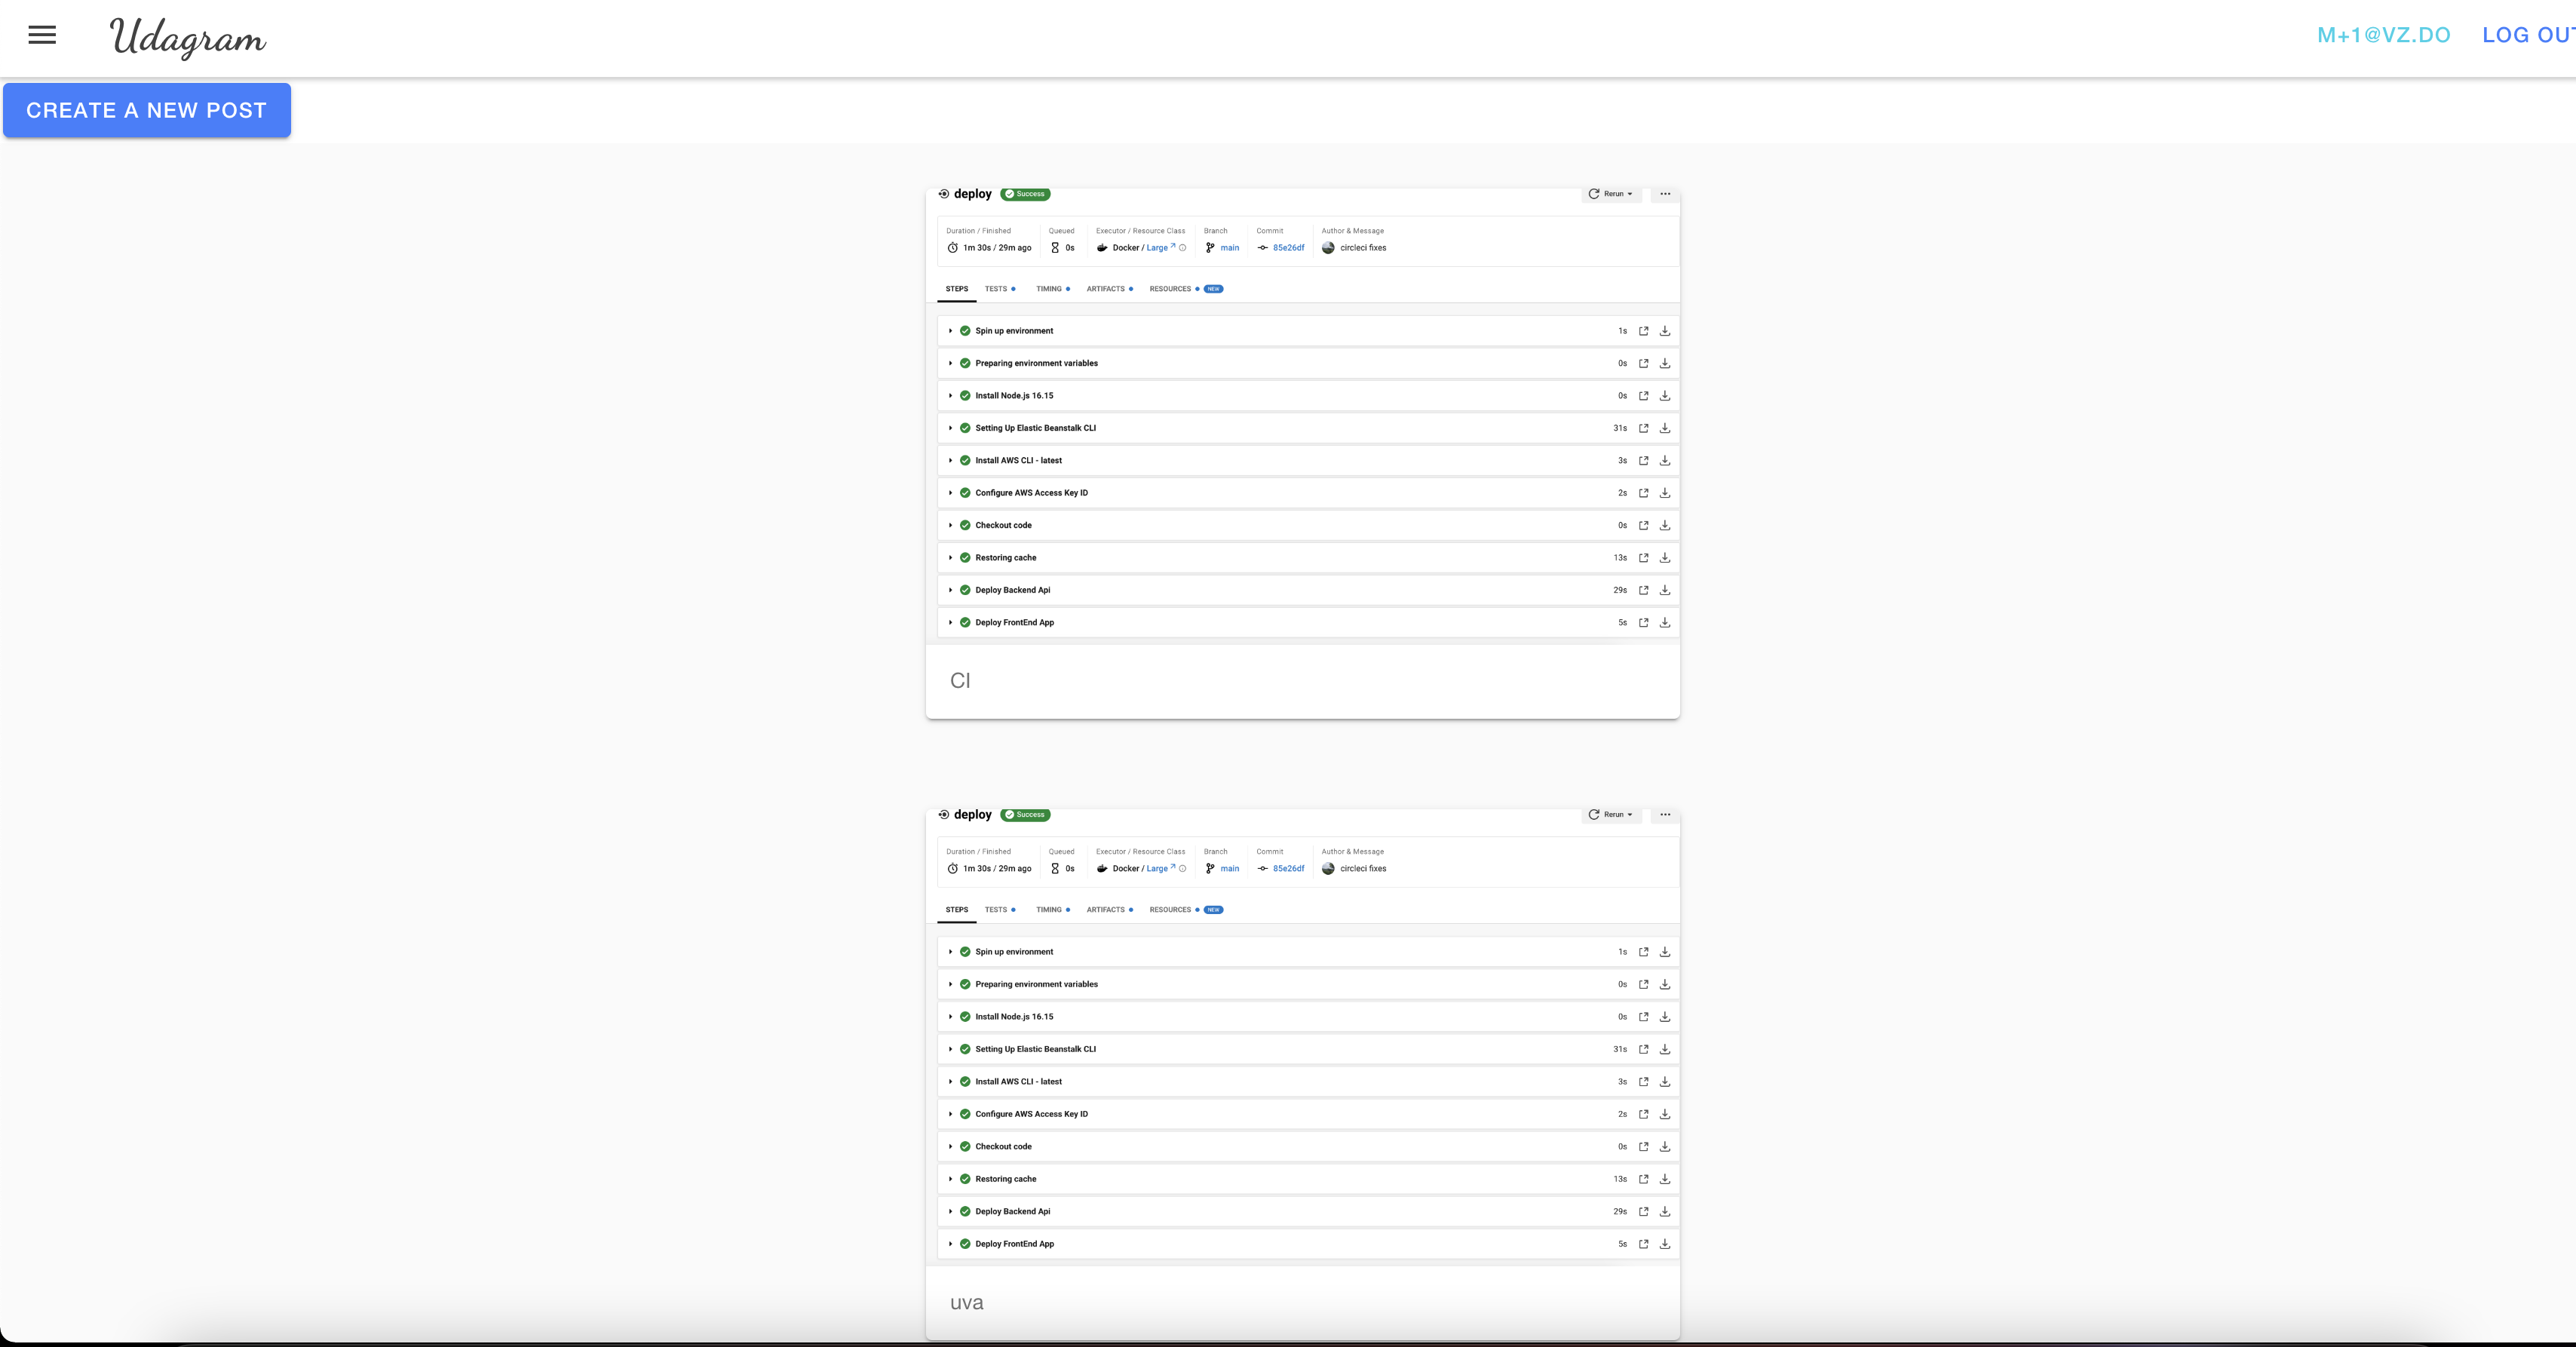 Udagram M+1@VZ.DO LOG OUT
CREATE A NEW POST
deploy Success Rerun
Duration / Finished Queued Executor / Resource Class Branch Commit Author & Message
1m 30s / 29m ago 0s Docker / Large main 85e26df circleci fixes
STEPS TESTS TIMING ARTIFACTS RESOURCES NEW
Spin up environment 1s
Preparing environment variables 0s
Install Node.js 16.15 0s
Setting Up Elastic Beanstalk CLI 31s
Install AWS CLI - latest 3s
Configure AWS Access Key ID 2s
Checkout code 0s
Restoring cache 13s
Deploy Backend Api 29s
Deploy FrontEnd App 5s
CI
deploy Success Rerun
Duration / Finished Queued Executor / Resource Class Branch Commit Author & Message
1m 30s / 29m ago 0s Docker / Large main 85e26df circleci fixes
STEPS TESTS TIMING ARTIFACTS RESOURCES NEW
Spin up environment 1s
Preparing environment variables 0s
Install Node.js 16.15 0s
Setting Up Elastic Beanstalk CLI 31s
Install AWS CLI - latest 3s
Configure AWS Access Key ID 2s
Checkout code 0s
Restoring cache 13s
Deploy Backend Api 29s
Deploy FrontEnd App 5s
uva